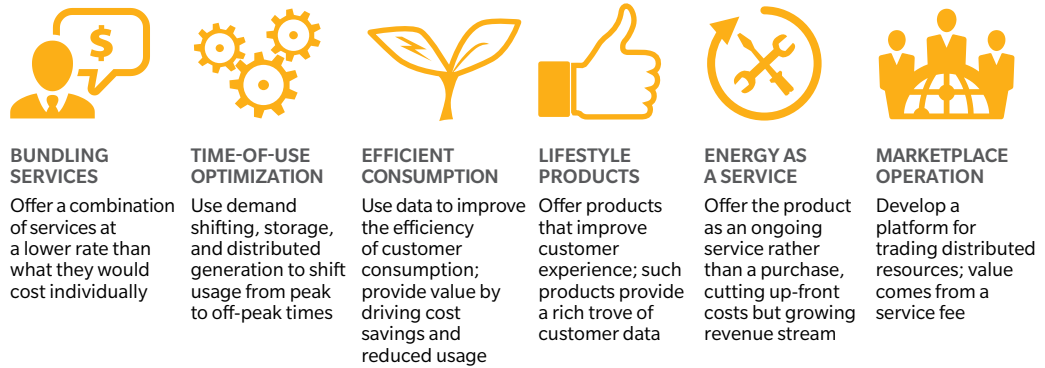 $
BUNDLING
SERVICES
Offer a combination
of services at
a lower rate than
what they would
cost individually
TIME-OF-USE
OPTIMIZATION
Use demand
shifting, storage,
and distributed
generation to shift
usage from peak
to off-peak times
EFFICIENT
CONSUMPTION
Use data to improve
the efficiency
of customer
consumption;
provide value by
driving cost
savings and
reduced usage
LIFESTYLE
PRODUCTS
Offer products
that improve
customer
experience; such
products provide
a rich trove of
customer data
ENERGY AS
A SERVICE
Offer the product
as an ongoing
service rather
than a purchase,
cutting up-front
costs but growing
revenue stream
MARKETPLACE
OPERATION
Develop a
platform for
trading distributed
resources; value
comes from a
service fee